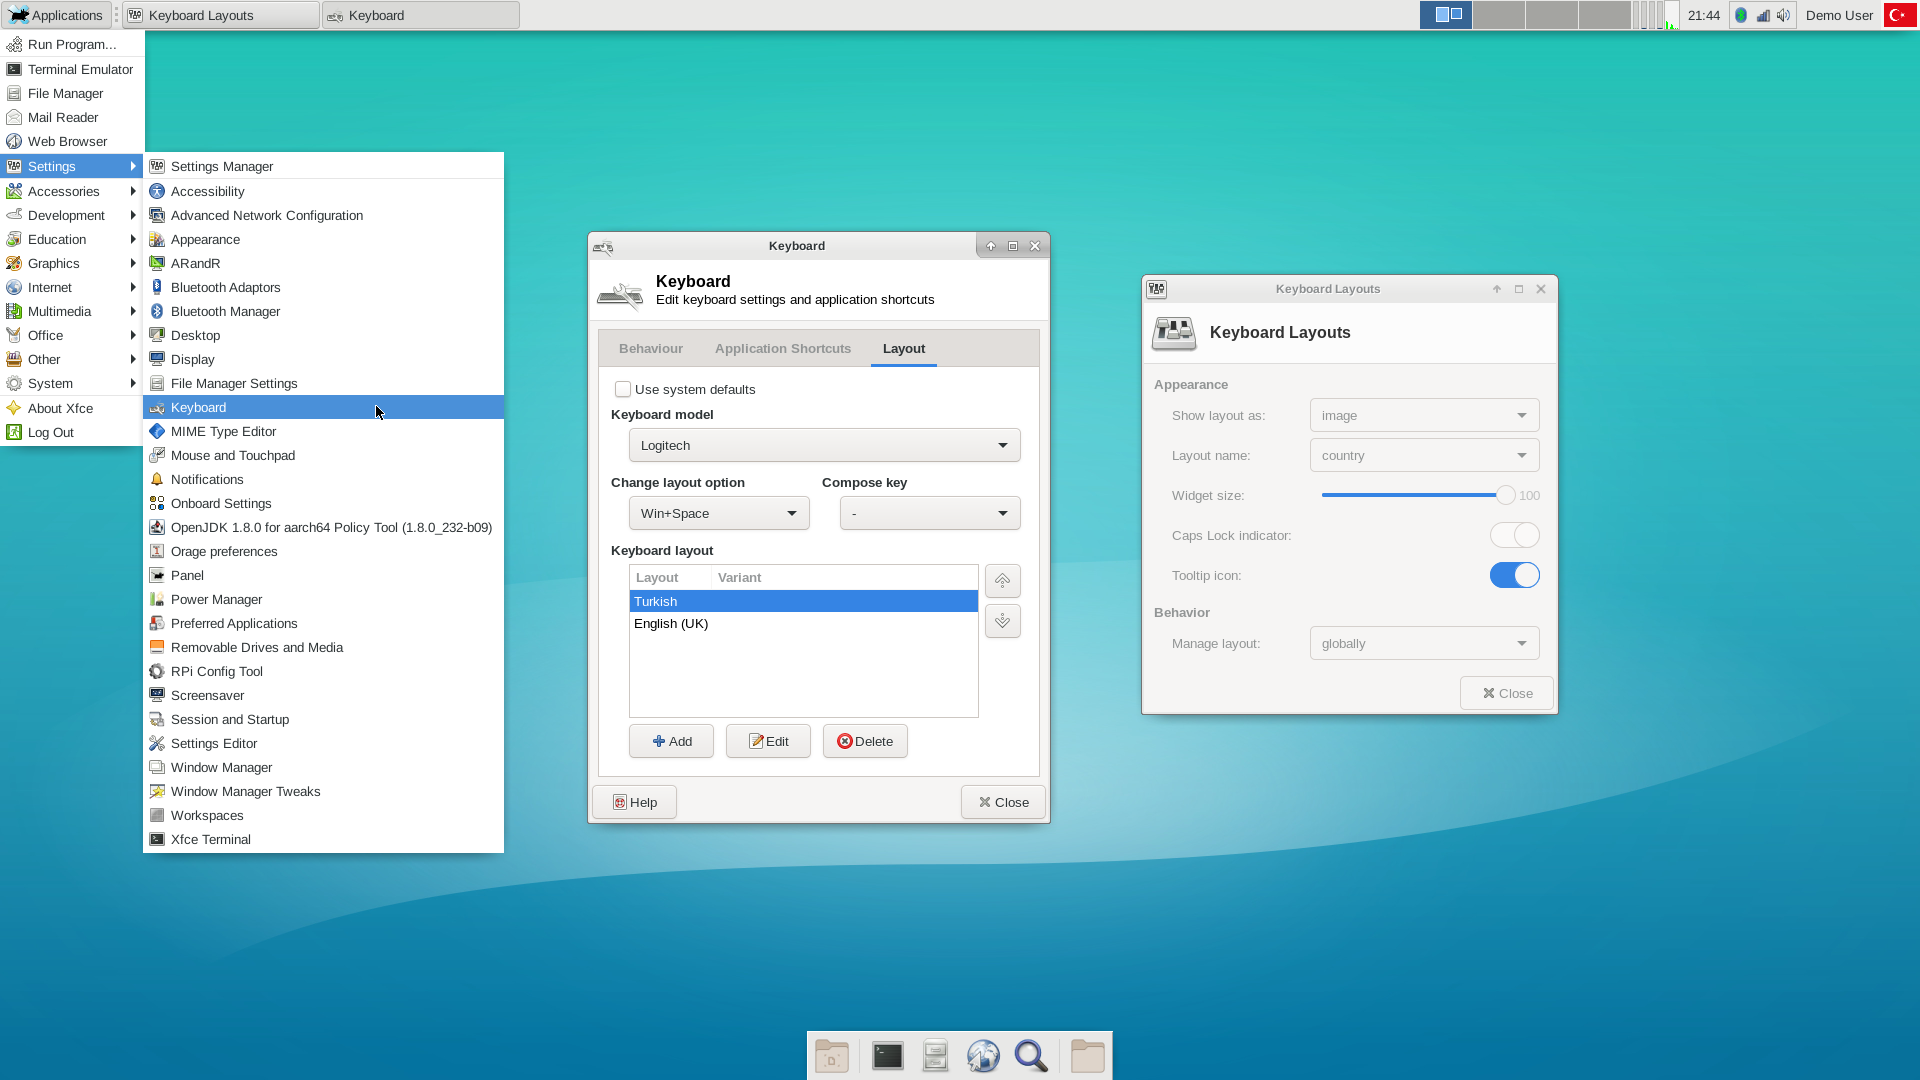 Applications
Keyboard Layouts
Keyboard
21:44
Demo User
Run Program...
Terminal Emulator
File Manager
Mail Reader
Web Browser
Settings
Accessories
Development
Education
Graphics
Internet
Multimedia
Office
Other
System
About Xfce
Log Out
Settings Manager
Accessibility
Advanced Network Configuration
Appearance
ARandR
Bluetooth Adaptors
Bluetooth Manager
Desktop
Display
File Manager Settings
Keyboard
MIME Type Editor
Mouse and Touchpad
Notifications
Onboard Settings
OpenJDK 1.8.0 for aarch64 Policy Tool (1.8.0_232-b09)
Orage preferences
Panel
Power Manager
Preferred Applications
Removable Drives and Media
RPi Config Tool
Screensaver
Session and Startup
Settings Editor
Window Manager
Window Manager Tweaks
Workspaces
Xfce Terminal
Keyboard
Keyboard
Edit keyboard settings and application shortcuts
Behaviour Application Shortcuts Layout
Use system defaults
Keyboard model
Logitech
Change layout option Compose key
Win+Space -
Keyboard layout
Layout Variant
Turkish
English (UK)
Add Edit Delete
Help Close
Keyboard Layouts
Keyboard Layouts
Appearance
Show layout as: image
Layout name: country
Widget size: 100
Caps Lock indicator:
Tooltip icon:
Behavior
Manage layout: globally
Close